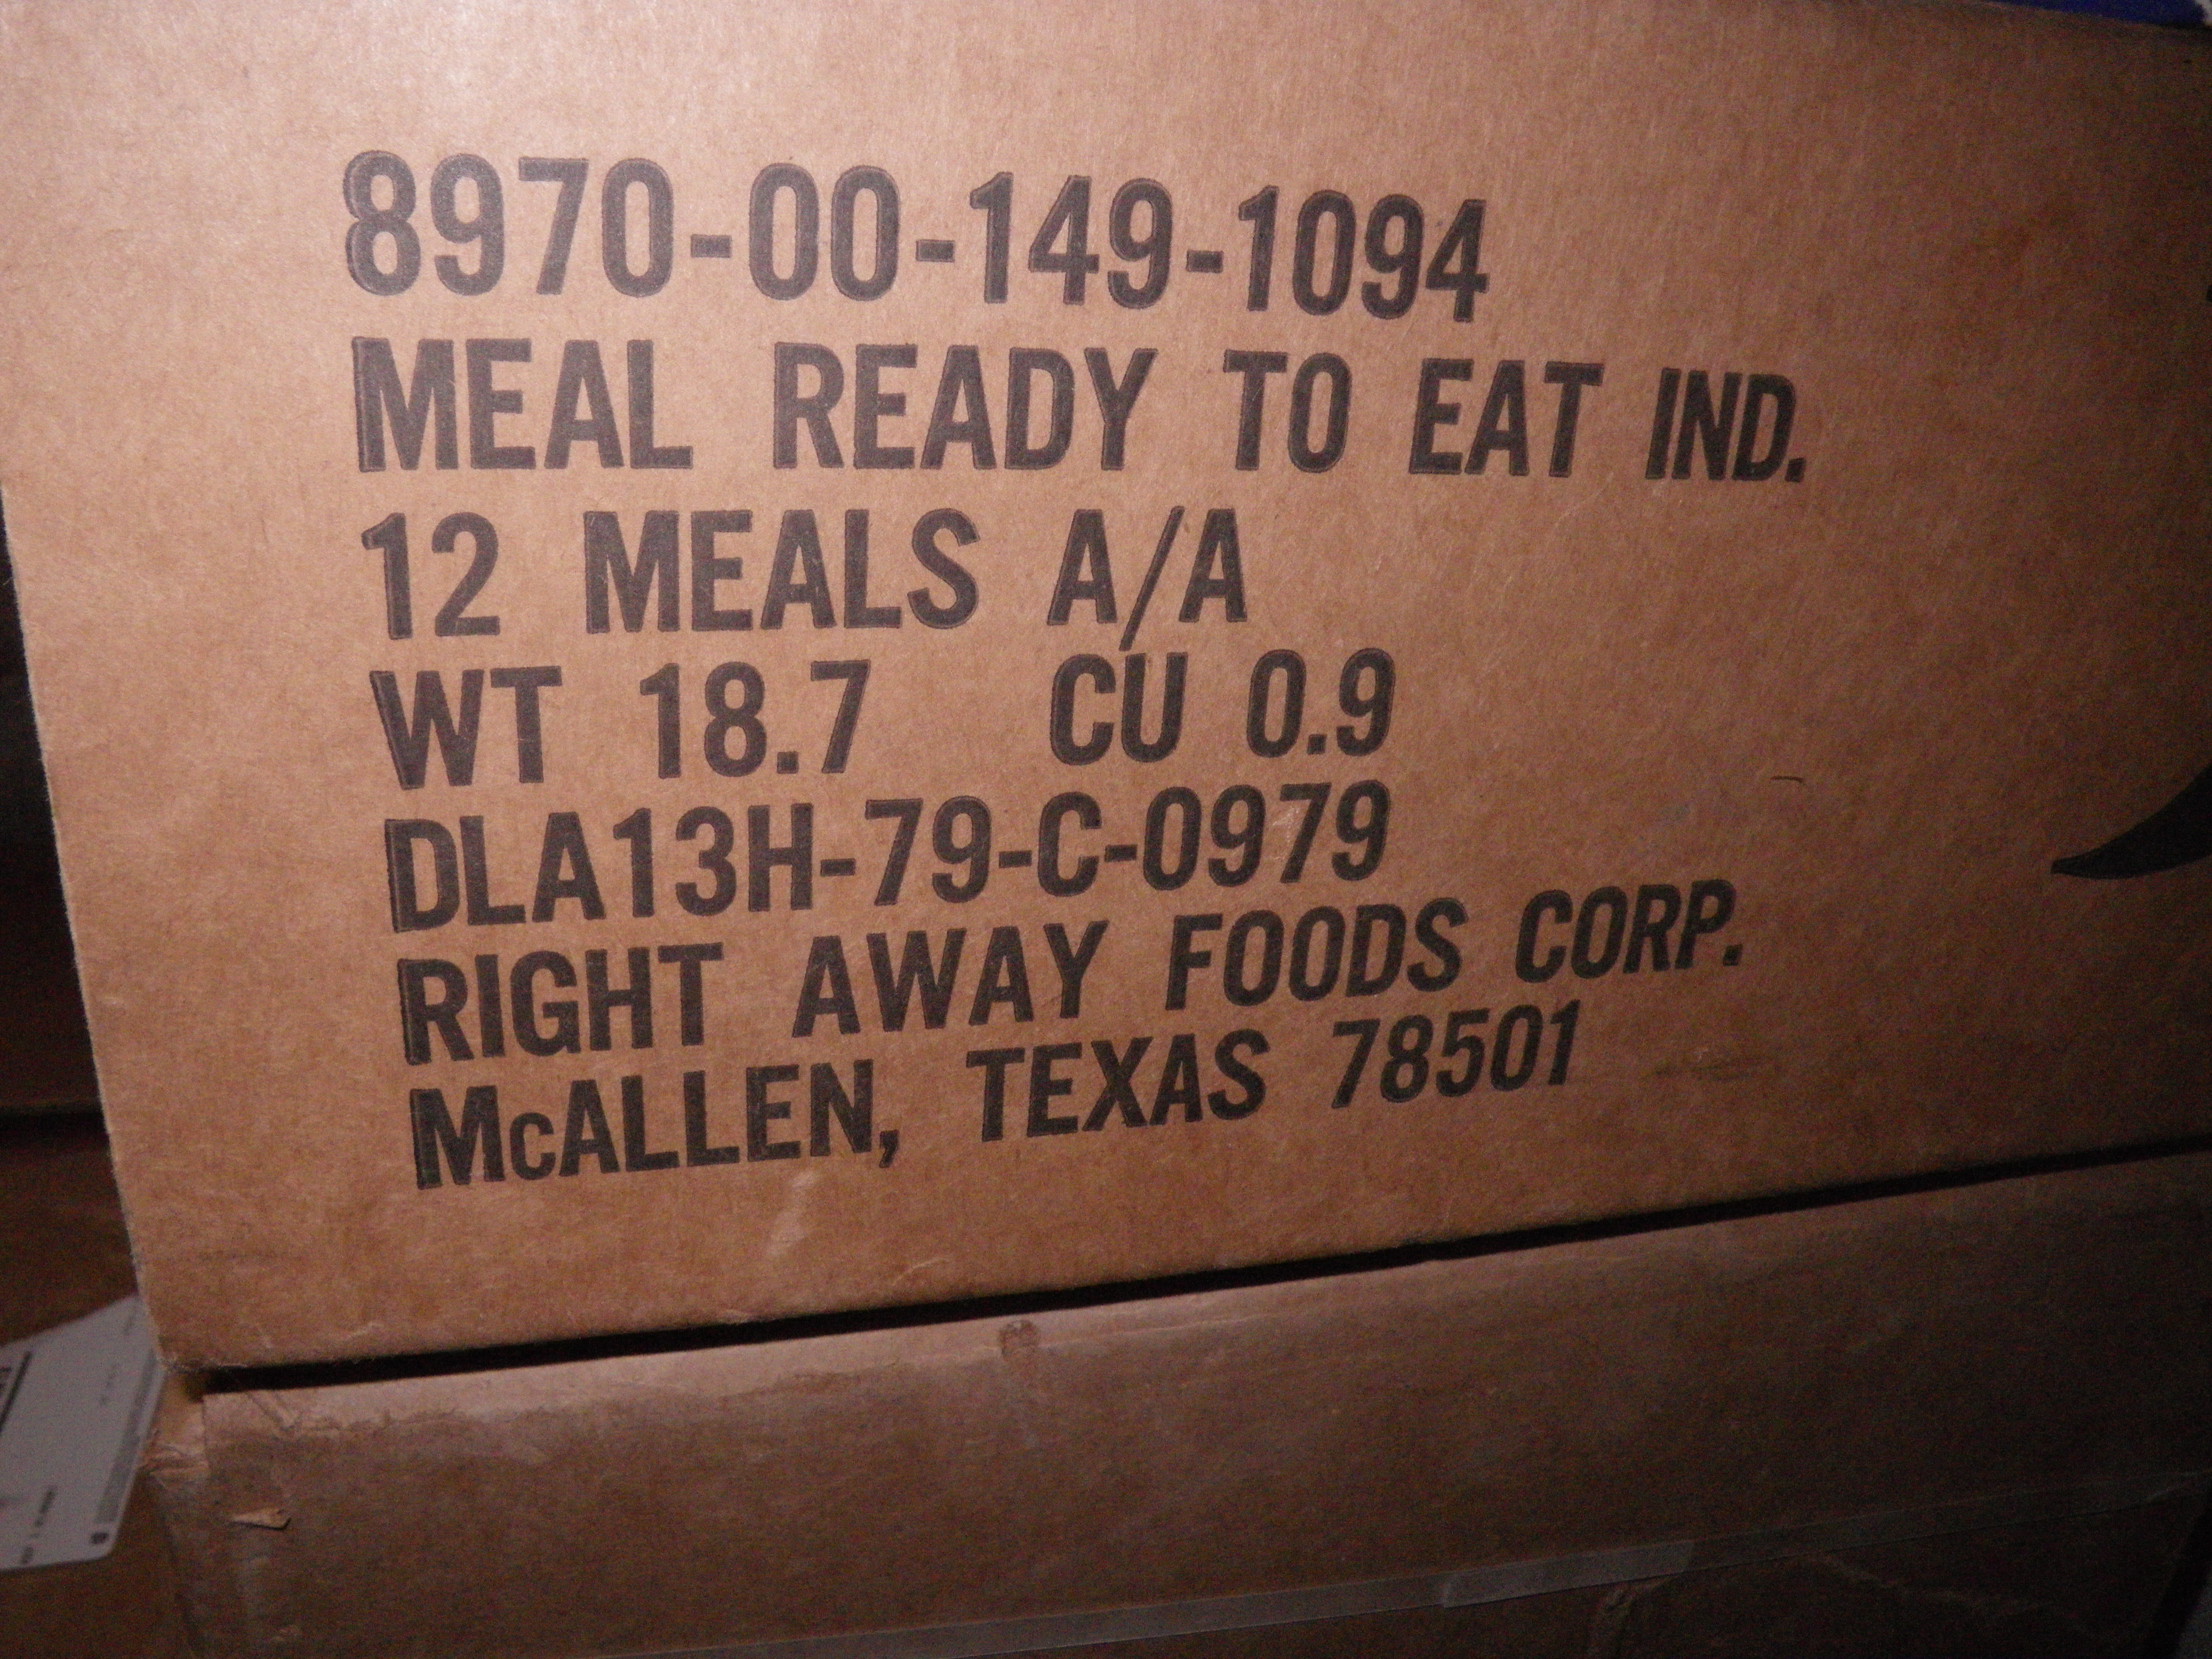 8970-00-149-1094
MEAL READY TO EAT IND.
12 MEALS A/A
WT 18.7 CU 0.9
DLA13H-79-C-0979
RIGHT AWAY FOODS CORP.
McALLEN, TEXAS 78501